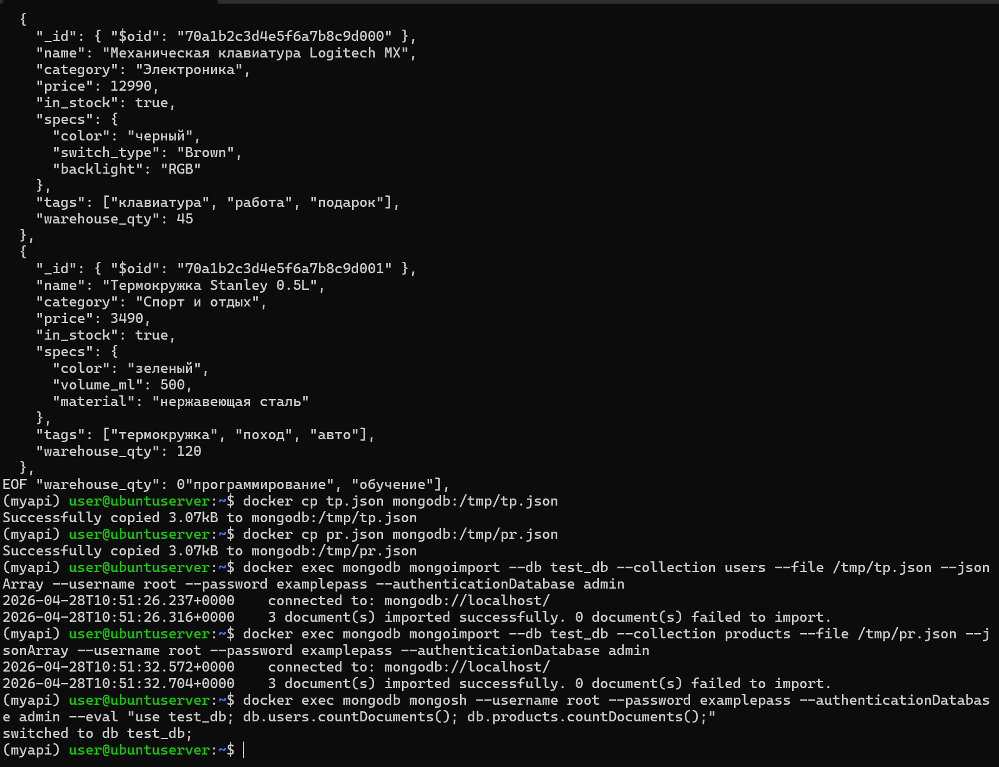 {
"_id": { "$oid": "70a1b2c3d4e5f6a7b8c9d000" },
"name": "Механическая клавиатура Logitech MX",
"category": "Электроника",
"price": 12990,
"in_stock": true,
"specs": {
"color": "черный",
"switch_type": "Brown",
"backlight": "RGB"
},
"tags": ["клавиатура", "работа", "подарок"],
"warehouse_qty": 45
},
{
"_id": { "$oid": "70a1b2c3d4e5f6a7b8c9d001" },
"name": "Термокружка Stanley 0.5L",
"category": "Спорт и отдых",
"price": 3490,
"in_stock": true,
"specs": {
"color": "зеленый",
"volume_ml": 500,
"material": "нержавеющая сталь"
},
"tags": ["термокружка", "поход", "авто"],
"warehouse_qty": 120
},
EOF "warehouse_qty": 0"программирование", "обучение"],
(myapi) user@ubuntuserver:~$ docker cp tp.json mongodb:/tmp/tp.json
Successfully copied 3.07kB to mongodb:/tmp/tp.json
(myapi) user@ubuntuserver:~$ docker cp pr.json mongodb:/tmp/pr.json
Successfully copied 3.07kB to mongodb:/tmp/pr.json
(myapi) user@ubuntuserver:~$ docker exec mongodb mongoimport --db test_db --collection users --file /tmp/tp.json --json
Array --username root --password examplepass --authenticationDatabase admin
2026-04-28T10:51:26.237+0000    connected to: mongodb://localhost/
2026-04-28T10:51:26.316+0000    3 document(s) imported successfully. 0 document(s) failed to import.
(myapi) user@ubuntuserver:~$ docker exec mongodb mongoimport --db test_db --collection products --file /tmp/pr.json --j
sonArray --username root --password examplepass --authenticationDatabase admin
2026-04-28T10:51:32.572+0000    connected to: mongodb://localhost/
2026-04-28T10:51:32.704+0000    3 document(s) imported successfully. 0 document(s) failed to import.
(myapi) user@ubuntuserver:~$ docker exec mongodb mongosh --username root --password examplepass --authenticationDatabas
e admin --eval "use test_db; db.users.countDocuments(); db.products.countDocuments();"
switched to db test_db;
(myapi) user@ubuntuserver:~$